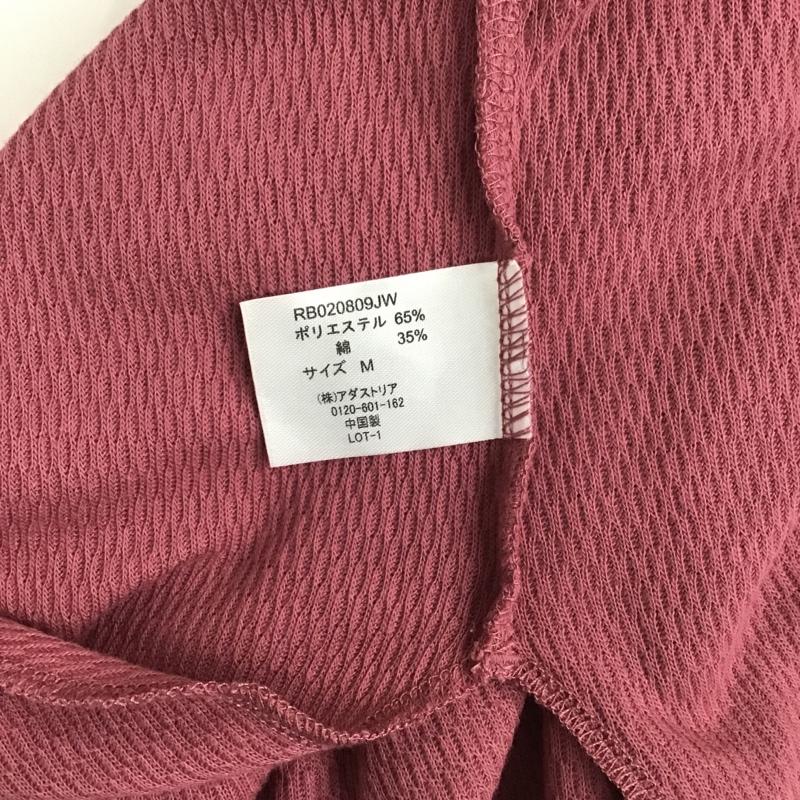 RB020809JW
ポリエステル 65%
綿 35%
サイズ M
(株)アダストリア
0120-601-162
中国製
LOT-1